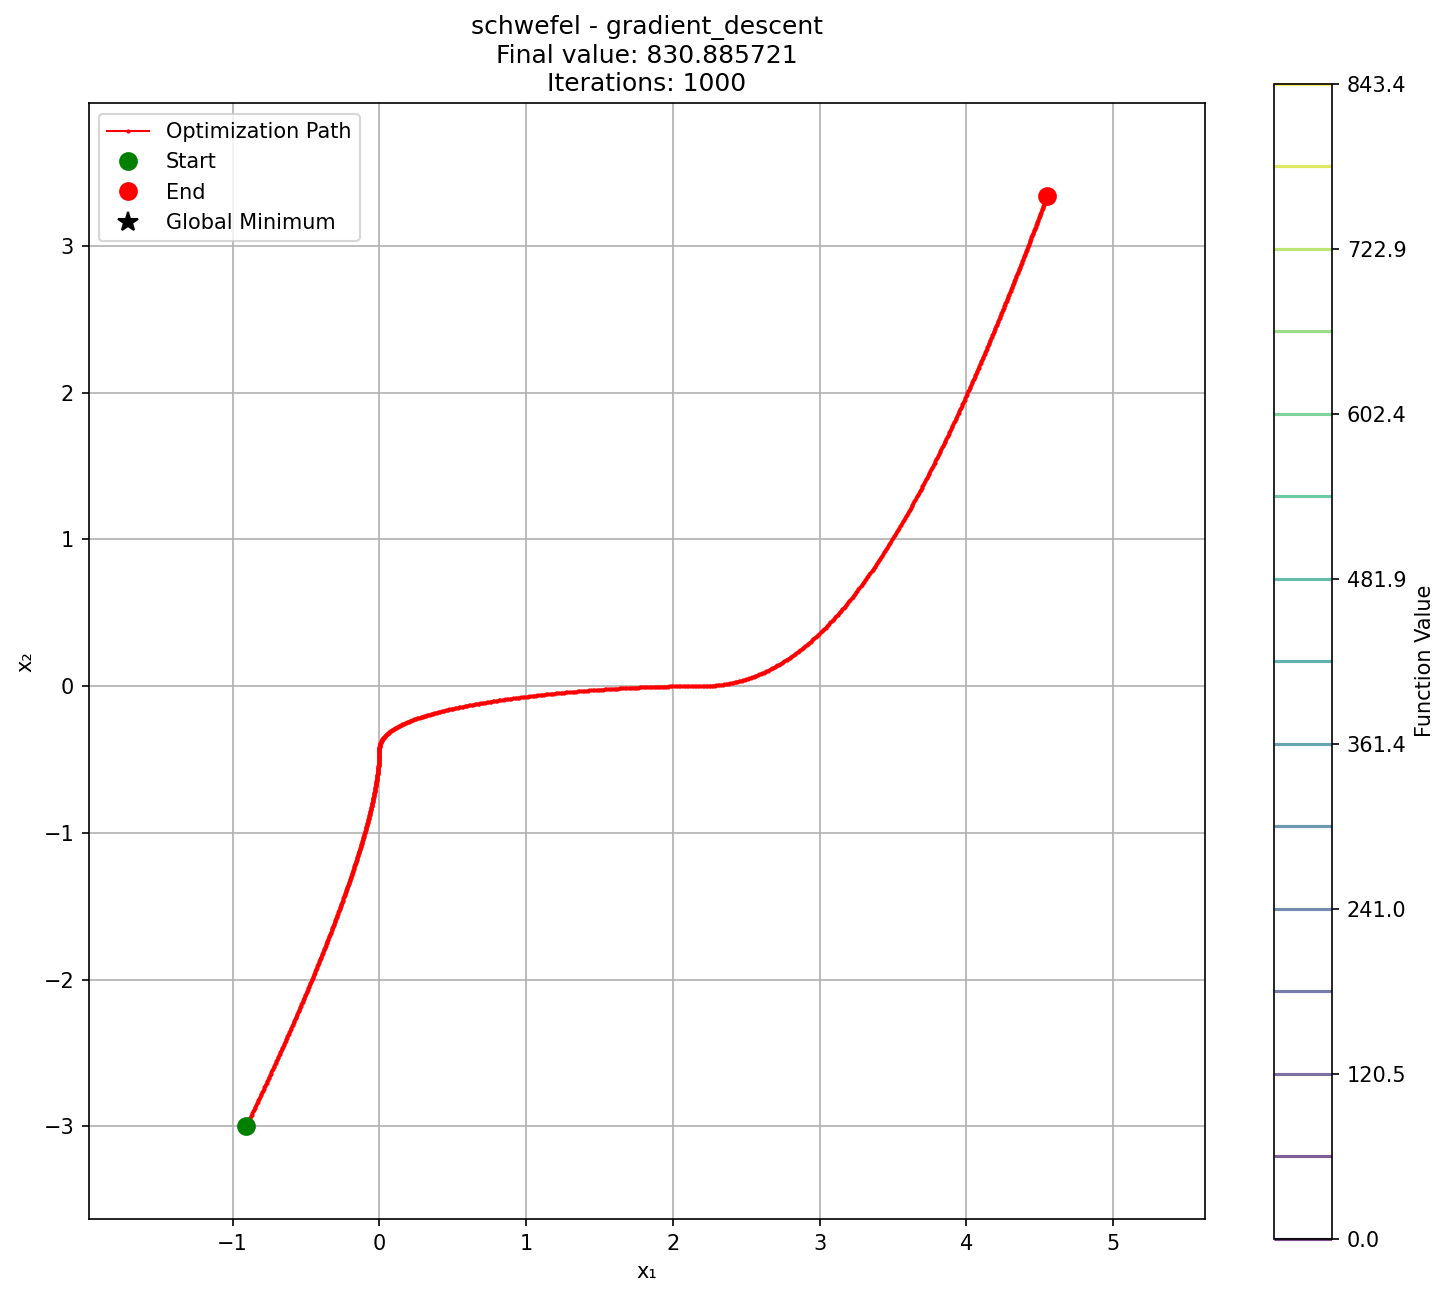 schwefel - gradient_descent
Final value: 830.885721
Iterations: 1000
Optimization Path
Start
End
Global Minimum
3
2
1
0
−1
−2
−3
x₂
−1
0
1
2
3
4
5
x₁
843.4
722.9
602.4
481.9
361.4
241.0
120.5
0.0
Function Value